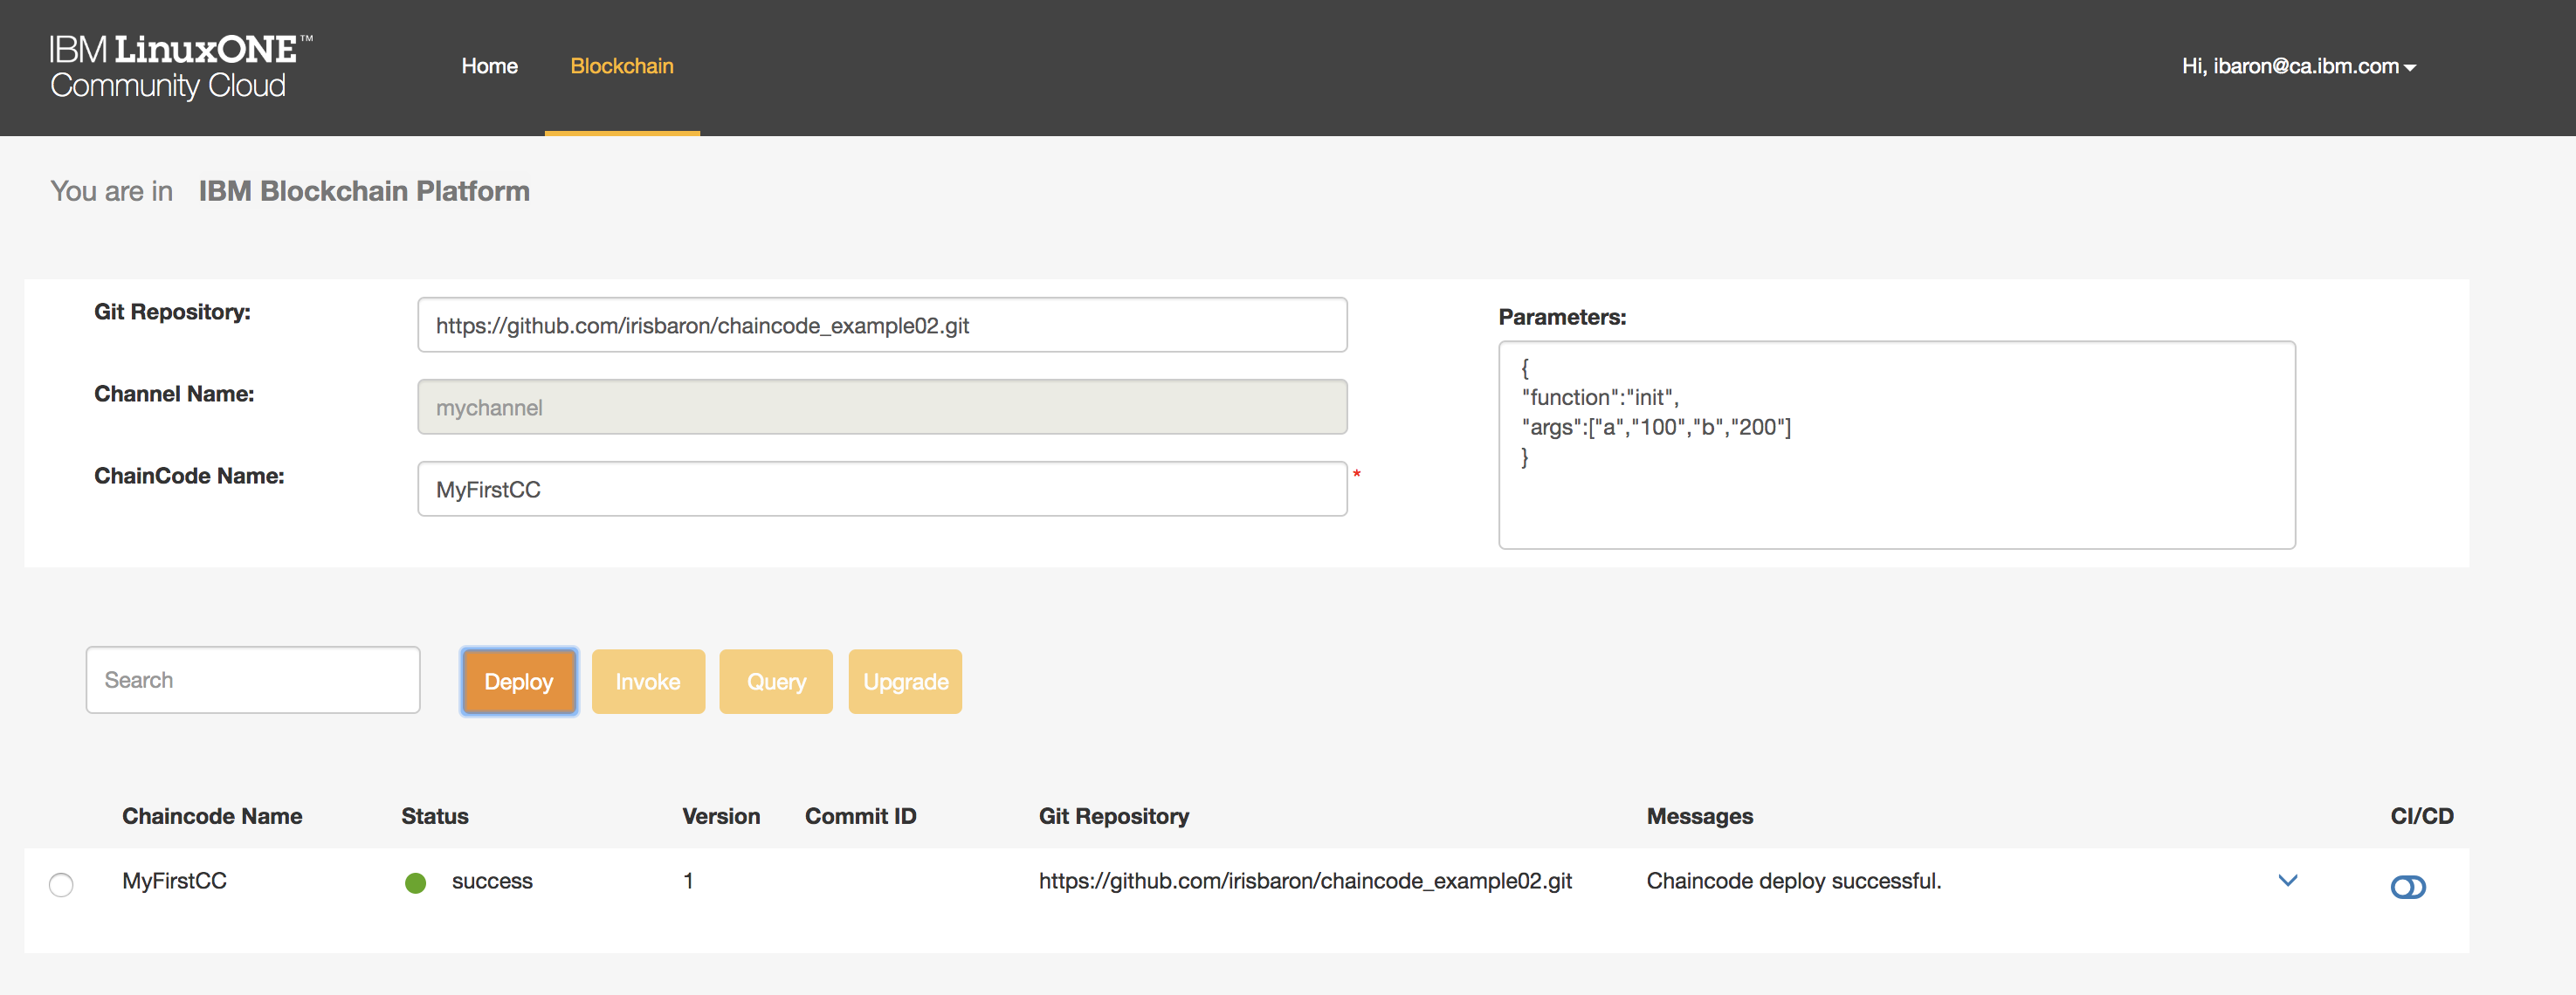 IBM LinuxONE™
Community Cloud
Home
Blockchain
Hi, ibaron@ca.ibm.com
You are in IBM Blockchain Platform
Git Repository:
https://github.com/irisbaron/chaincode_example02.git
Channel Name:
mychannel
ChainCode Name:
MyFirstCC
*
Parameters:
{
"function":"init",
"args":["a","100","b","200"]
}
Search
Deploy
Invoke
Query
Upgrade
Chaincode Name Status Version Commit ID Git Repository Messages CI/CD
MyFirstCC success 1 https://github.com/irisbaron/chaincode_example02.git Chaincode deploy successful.